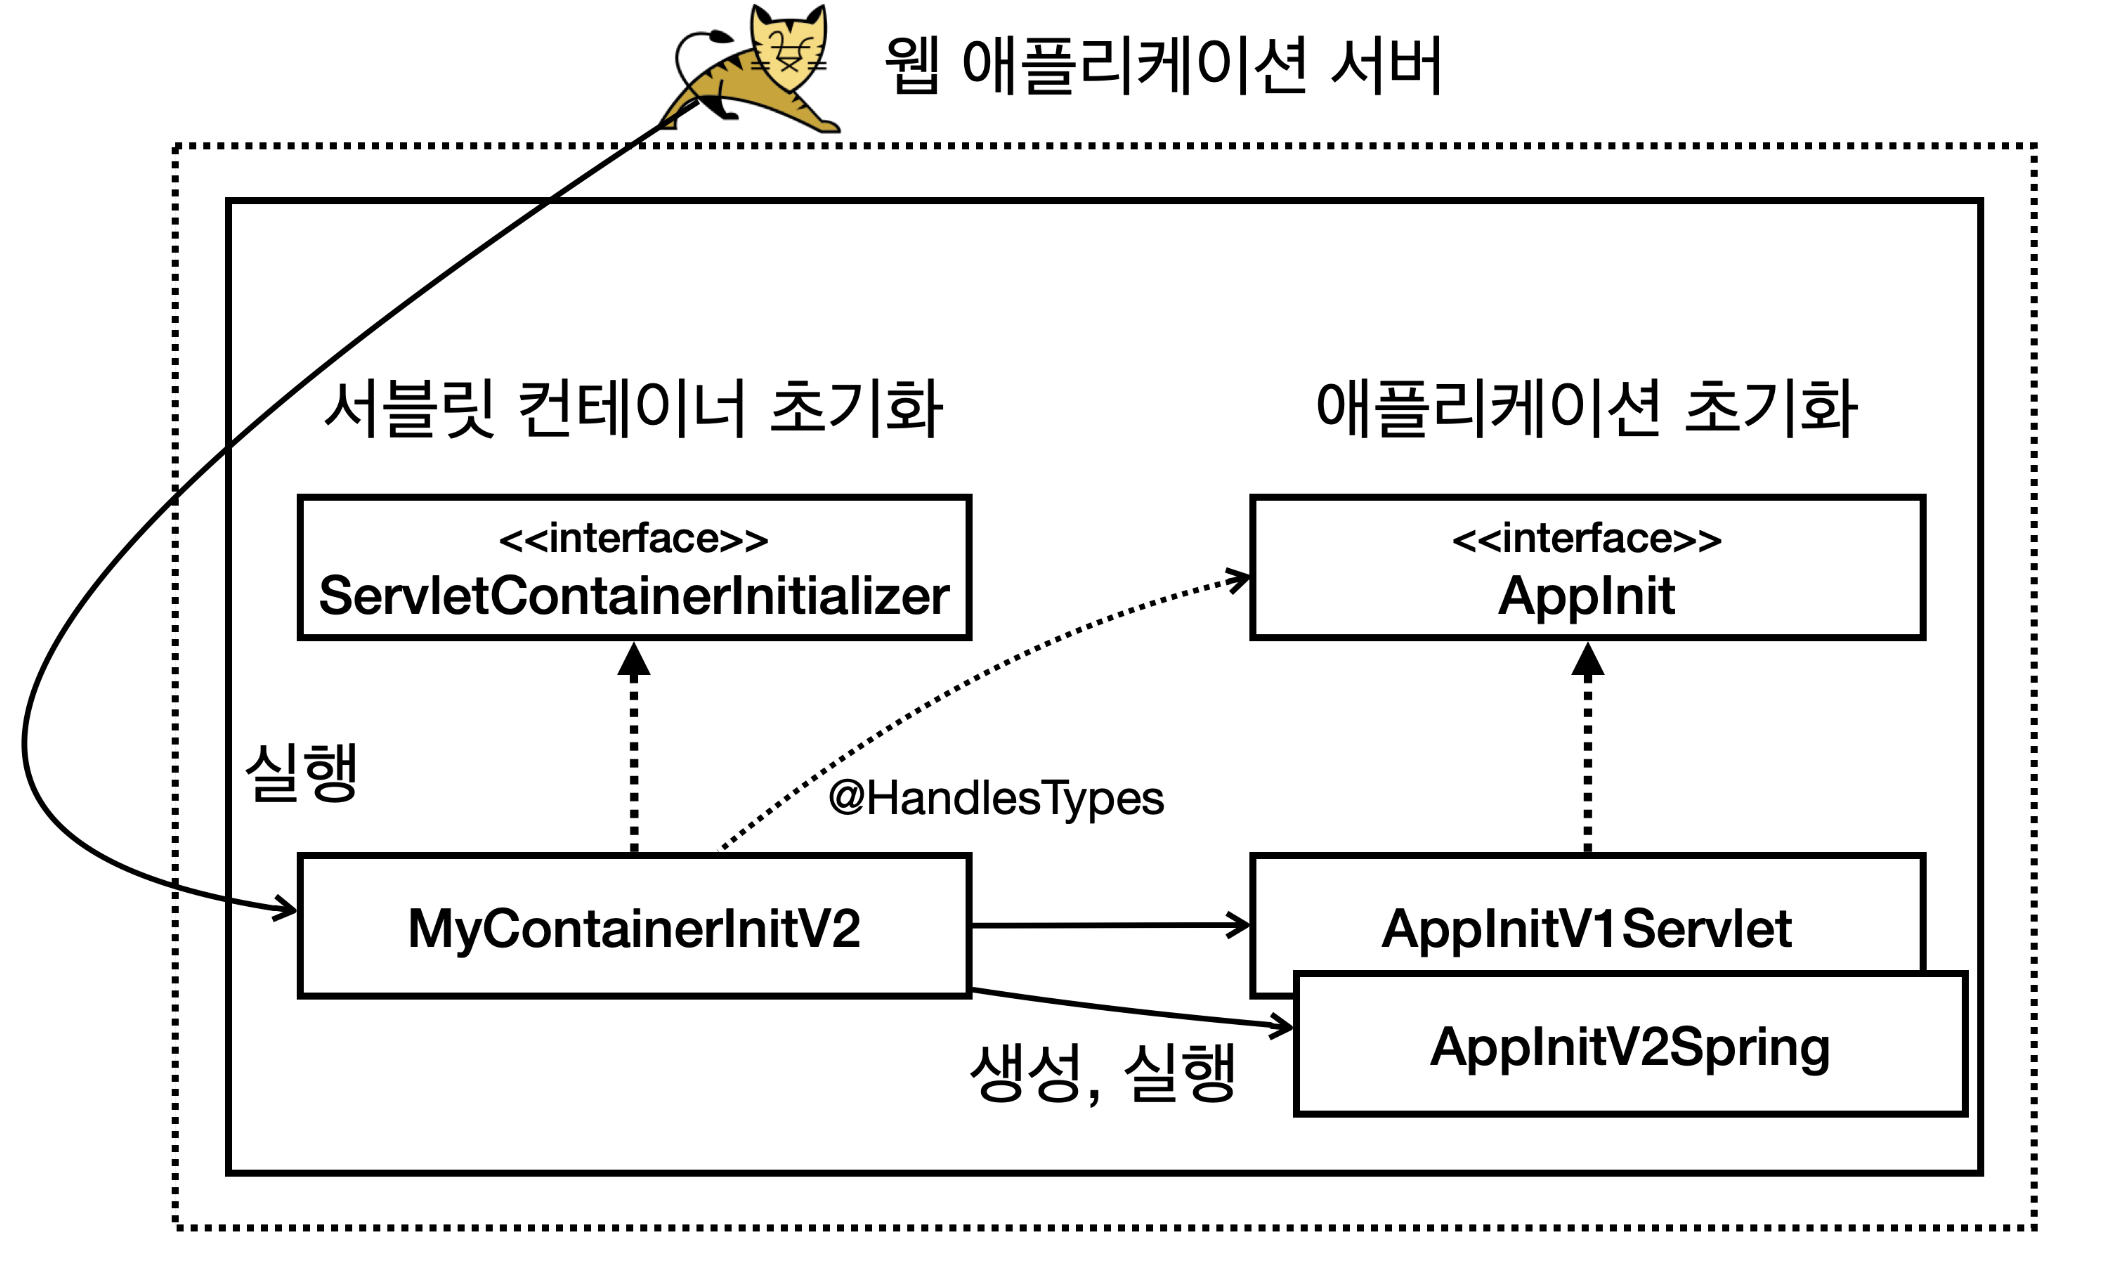 웹 애플리케이션 서버
서블릿 컨테이너 초기화
애플리케이션 초기화
<<interface>>
ServletContainerInitializer
<<interface>>
AppInit
실행
@HandlesTypes
MyContainerInitV2
AppInitV1Servlet
AppInitV2Spring
생성, 실행